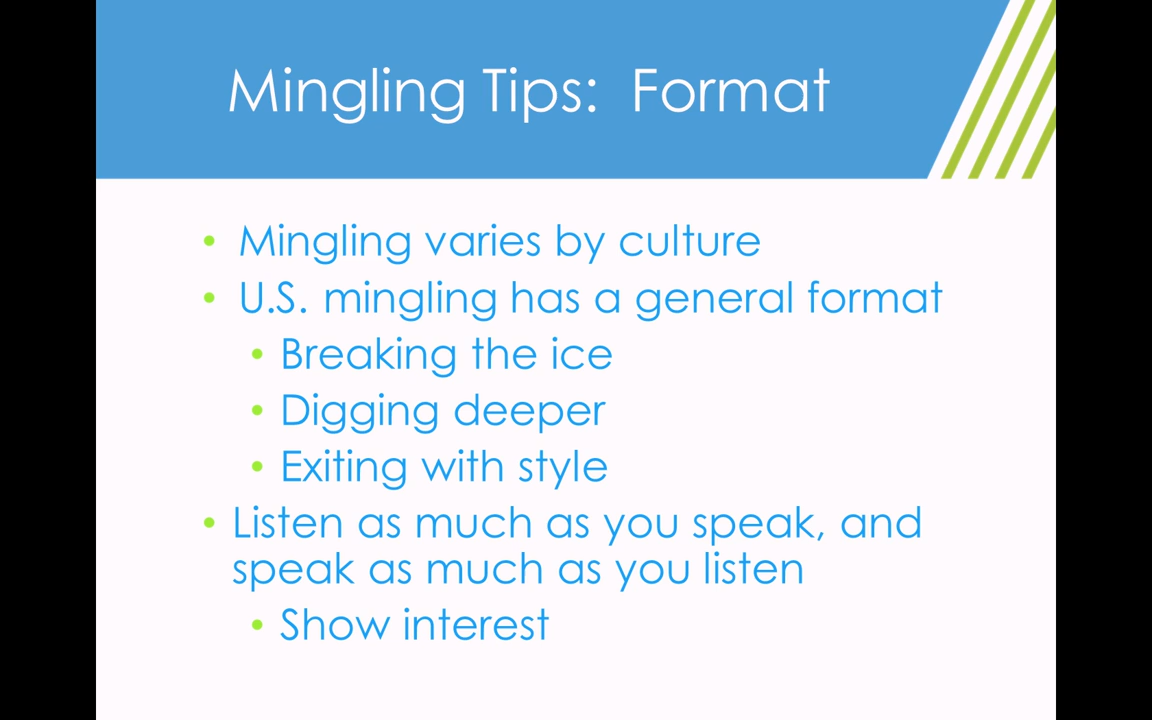 Mingling Tips: Format
• Mingling varies by culture
• U.S. mingling has a general format
• Breaking the ice
• Digging deeper
• Exiting with style
• Listen as much as you speak, and
speak as much as you listen
• Show interest